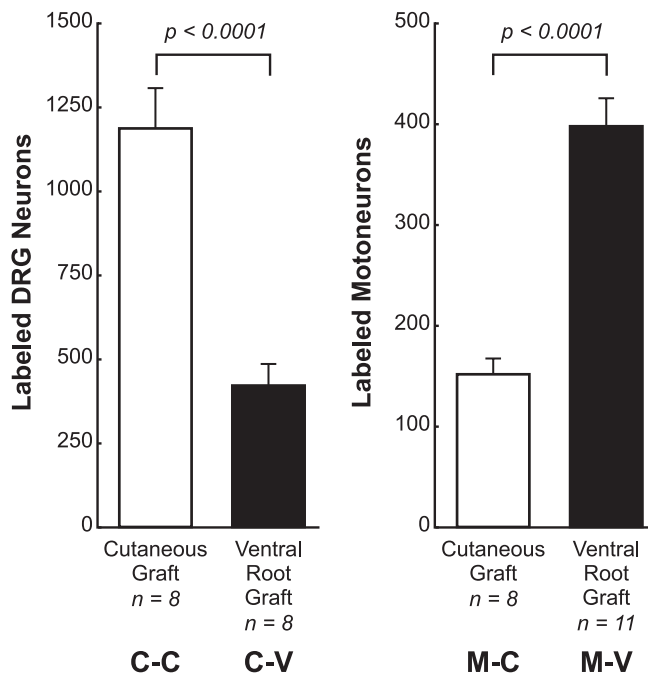 p < 0.0001
1500
1250
1000
750
500
250
0
Labeled DRG Neurons
Cutaneous
Graft
n = 8
Ventral
Root
Graft
n = 8
C-C
C-V
p < 0.0001
500
400
300
200
100
0
Labeled Motoneurons
Cutaneous
Graft
n = 8
Ventral
Root
Graft
n = 11
M-C
M-V